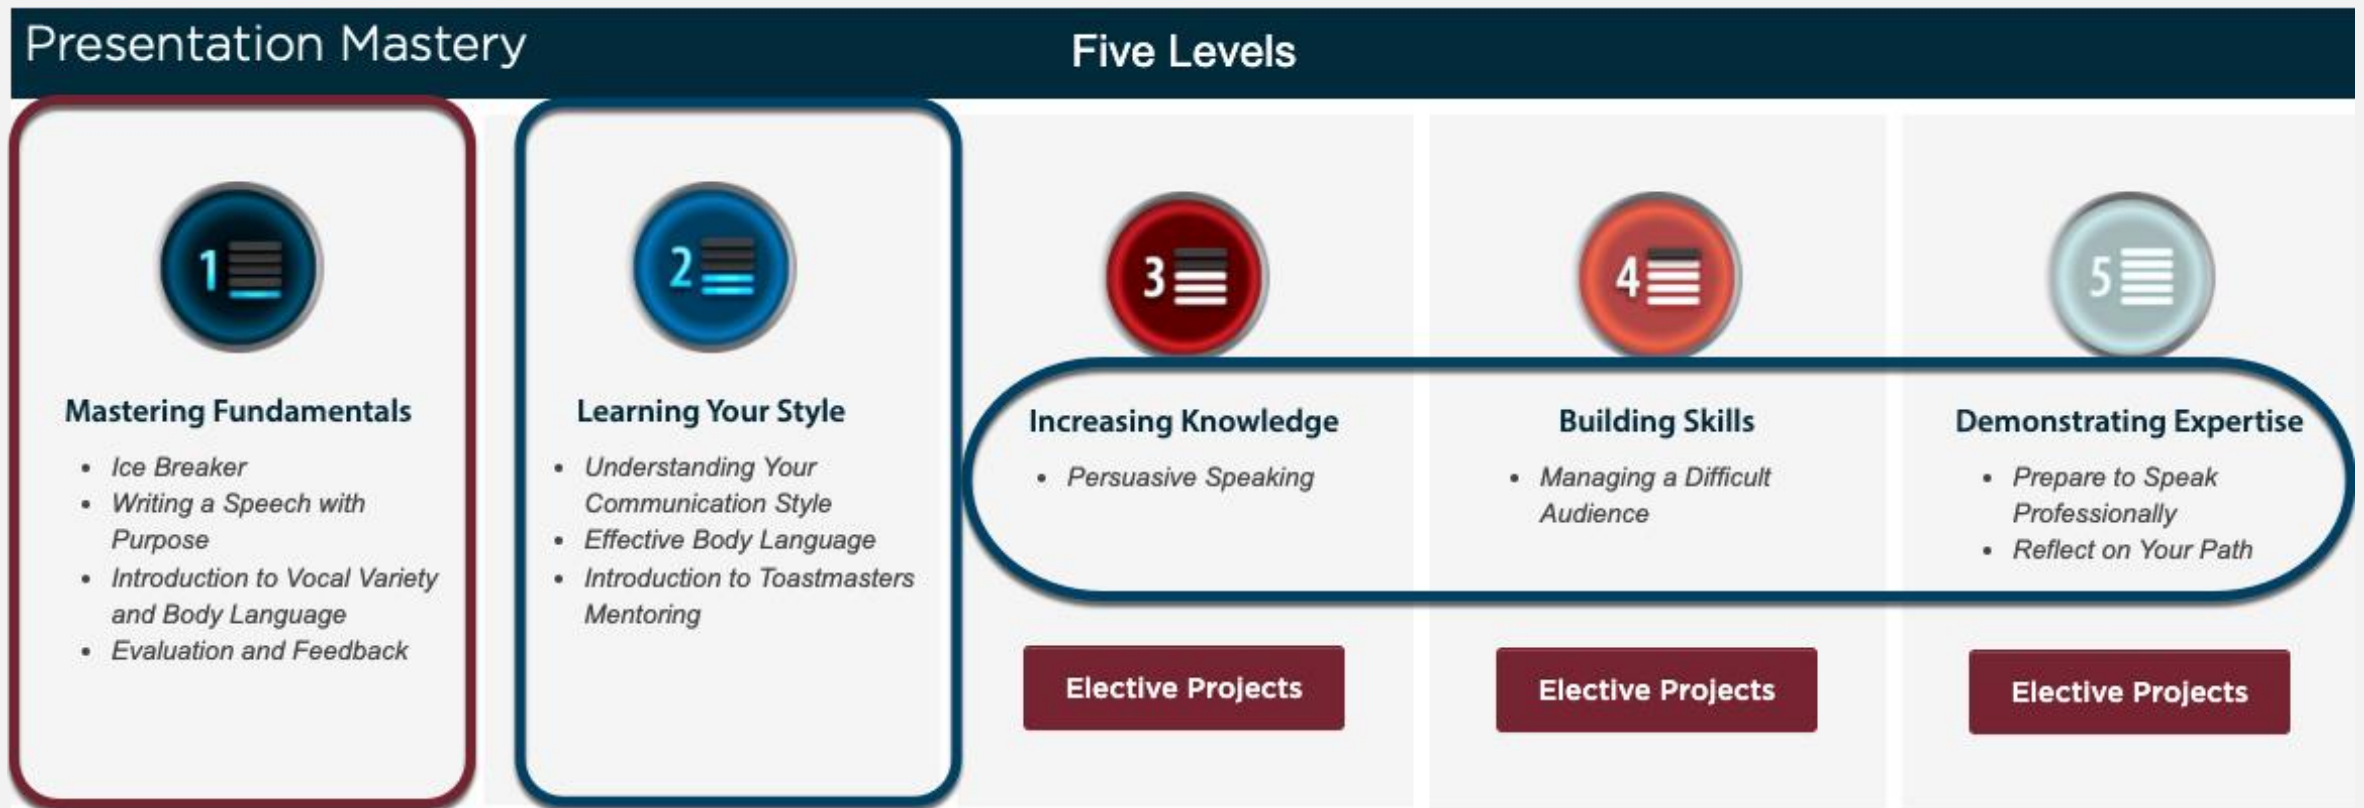 Presentation Mastery
Five Levels
1
Mastering Fundamentals
• Ice Breaker
• Writing a Speech with
Purpose
• Introduction to Vocal Variety
and Body Language
• Evaluation and Feedback
2
Learning Your Style
• Understanding Your
Communication Style
• Effective Body Language
• Introduction to Toastmasters
Mentoring
3
Increasing Knowledge
• Persuasive Speaking
Elective Projects
4
Building Skills
• Managing a Difficult
Audience
Elective Projects
5
Demonstrating Expertise
• Prepare to Speak
Professionally
• Reflect on Your Path
Elective Projects